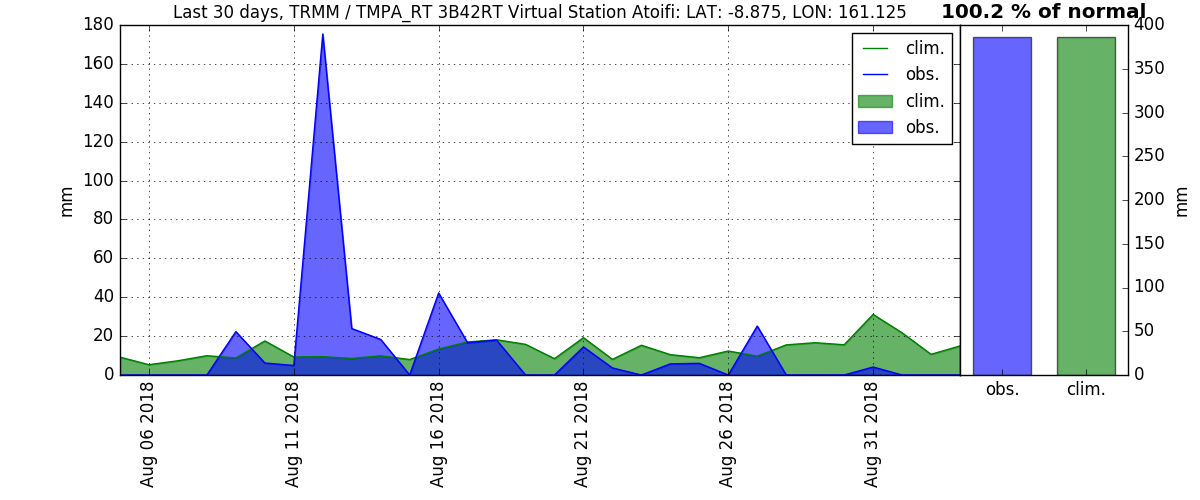 Last 30 days, TRMM / TMPA_RT 3B42RT Virtual Station Atoifi: LAT: -8.875, LON: 161.125
100.2 % of normal
180
160
140
120
100
80
60
40
20
0
mm
clim.
obs.
clim.
obs.
Aug 06 2018
Aug 11 2018
Aug 16 2018
Aug 21 2018
Aug 26 2018
Aug 31 2018
400
350
300
250
200
150
100
50
0
mm
obs.
clim.